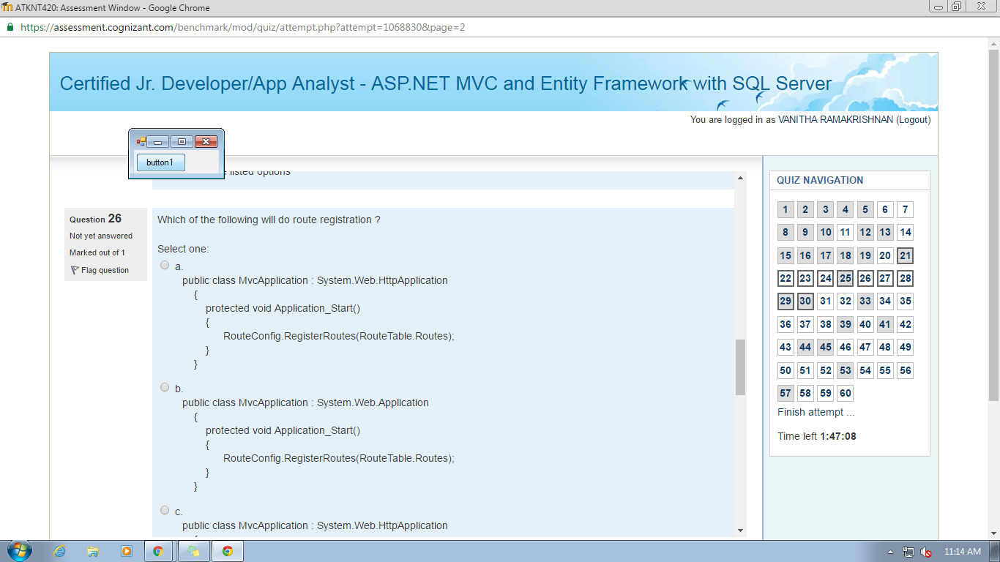 ATKNT420: Assessment Window - Google Chrome
https://assessment.cognizant.com/benchmark/mod/quiz/attempt.php?attempt=1068830&page=2
Certified Jr. Developer/App Analyst - ASP.NET MVC and Entity Framework with SQL Server
You are logged in as VANITHA RAMAKRISHNAN (Logout)
button1
listed options
Question 26
Not yet answered
Marked out of 1
Flag question
Which of the following will do route registration ?
Select one:
a.
public class MvcApplication : System.Web.HttpApplication
{
protected void Application_Start()
{
RouteConfig.RegisterRoutes(RouteTable.Routes);
}
}
b.
public class MvcApplication : System.Web.Application
{
protected void Application_Start()
{
RouteConfig.RegisterRoutes(RouteTable.Routes);
}
}
c.
public class MvcApplication : System.Web.HttpApplication
QUIZ NAVIGATION
1 2 3 4 5 6 7
8 9 10 11 12 13 14
15 16 17 18 19 20 21
22 23 24 25 26 27 28
29 30 31 32 33 34 35
36 37 38 39 40 41 42
43 44 45 46 47 48 49
50 51 52 53 54 55 56
57 58 59 60
Finish attempt ...
Time left 1:47:08
11:14 AM